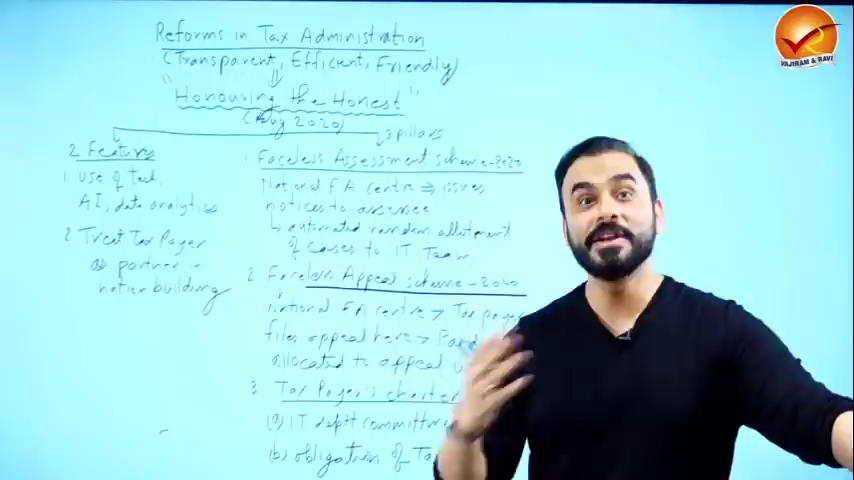 Reforms in Tax Administration
(Transparent, Efficient, Friendly)
"Honouring the Honest"
(Aug 2020)
2 Features
1. Use of tech,
AI, data analytics
2 Treat Tax Payer
as partner in
nation building
3 pillars
1. Faceless Assessment scheme-2020
National FA centre ⇒ issues
notices to assessee
↳ automated random allotment
of cases to IT Team
2 Faceless Appeal scheme-2020
National FA centre > Tax payer
files appeal here >
allocated to appeal
3 Tax Payer's charter
(a) IT deptt committme
(b) obligation of
VAJIRAM & RAVI